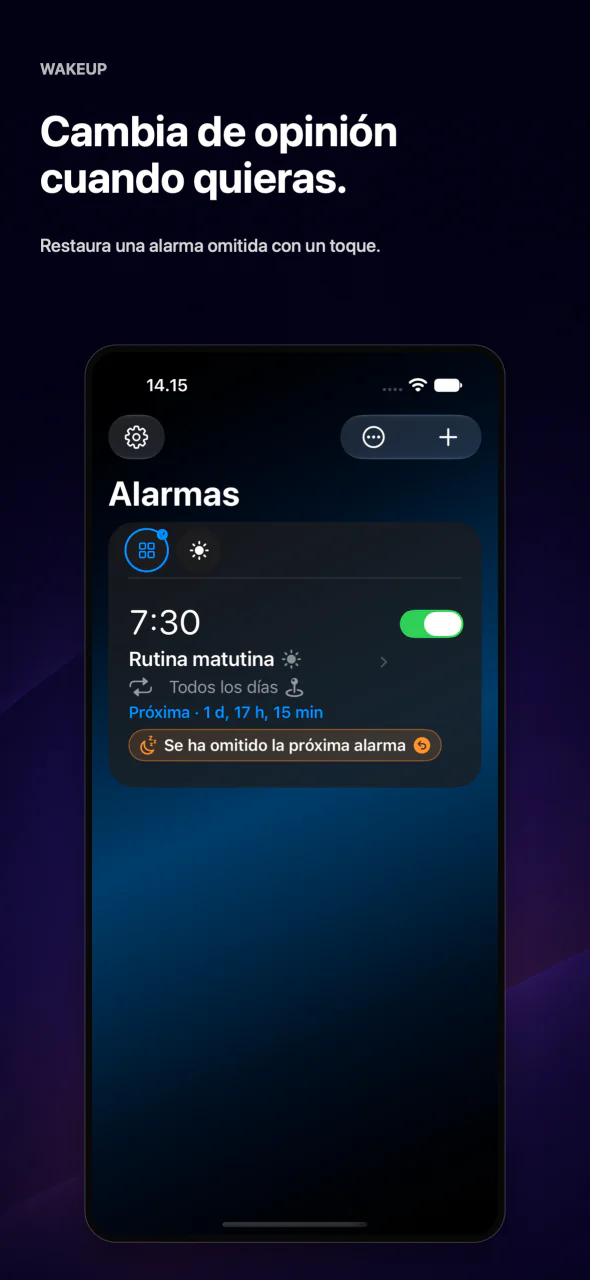 WAKEUP
Cambia de opinión
cuando quieras.
Restaura una alarma omitida con un toque.
14.15
Alarmas
7:30
Rutina matutina
Todos los días
Próxima · 1 d, 17 h, 15 min
Se ha omitido la próxima alarma